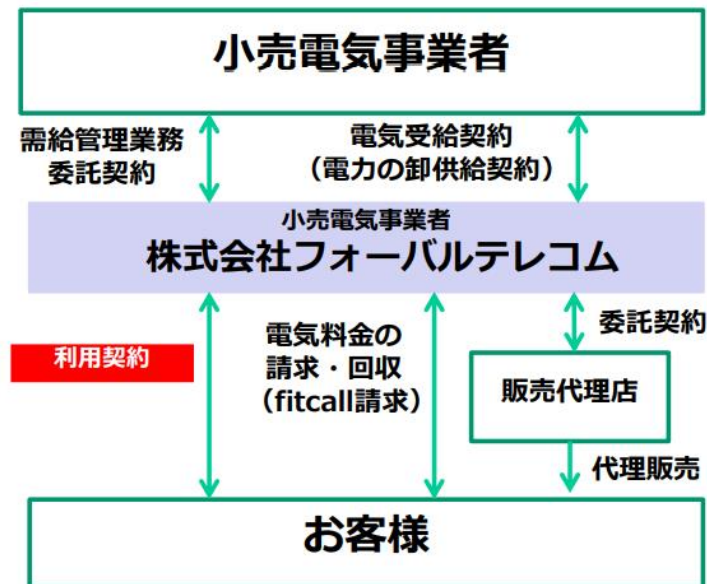 小売電気事業者
需給管理業務
委託契約
電気受給契約
（電力の卸供給契約）
小売電気事業者
株式会社フォーバルテレコム
利用契約
電気料金の
請求・回収
（fitcall請求）
委託契約
販売代理店
代理販売
お客様